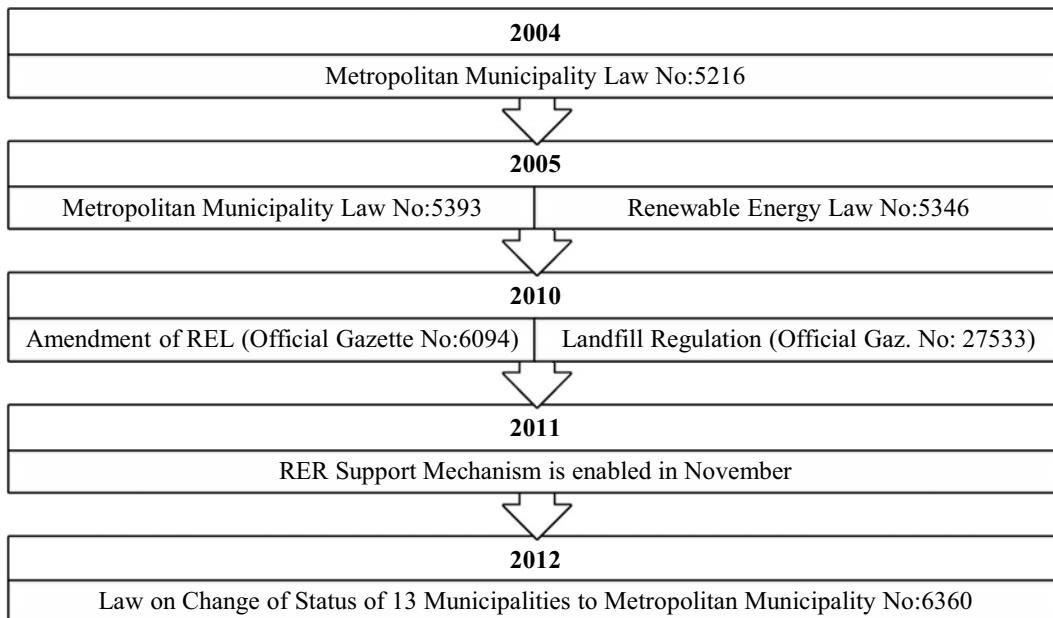 2004
Metropolitan Municipality Law No:5216
2005
Metropolitan Municipality Law No:5393
Renewable Energy Law No:5346
2010
Amendment of REL (Official Gazette No:6094)
Landfill Regulation (Official Gaz. No: 27533)
2011
RER Support Mechanism is enabled in November
2012
Law on Change of Status of 13 Municipalities to Metropolitan Municipality No:6360